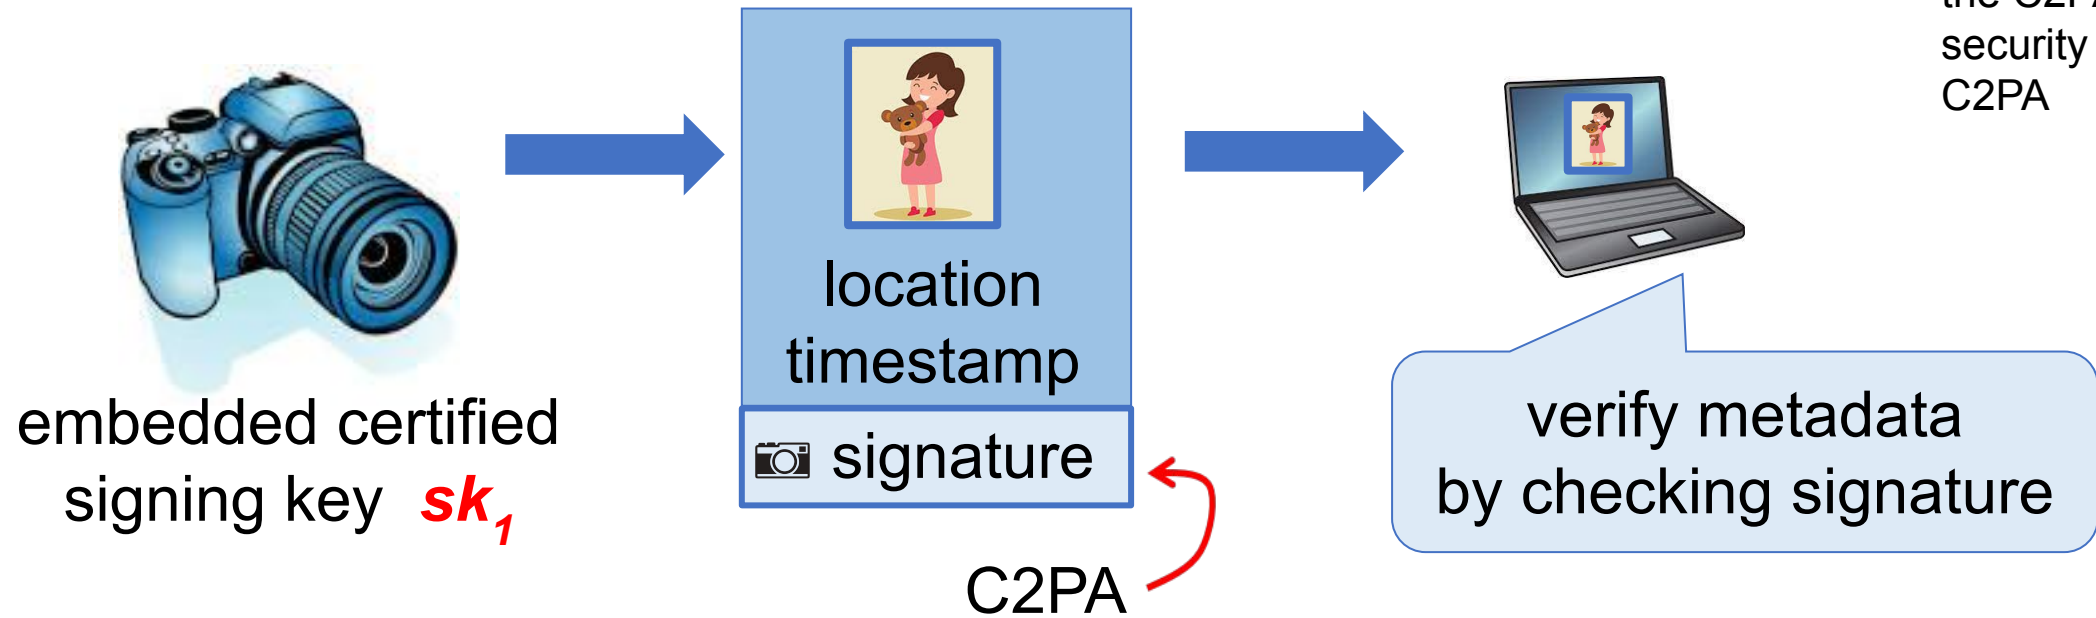 security
C2PA
location
timestamp
signature
embedded certified
signing key sk1
verify metadata
by checking signature
C2PA